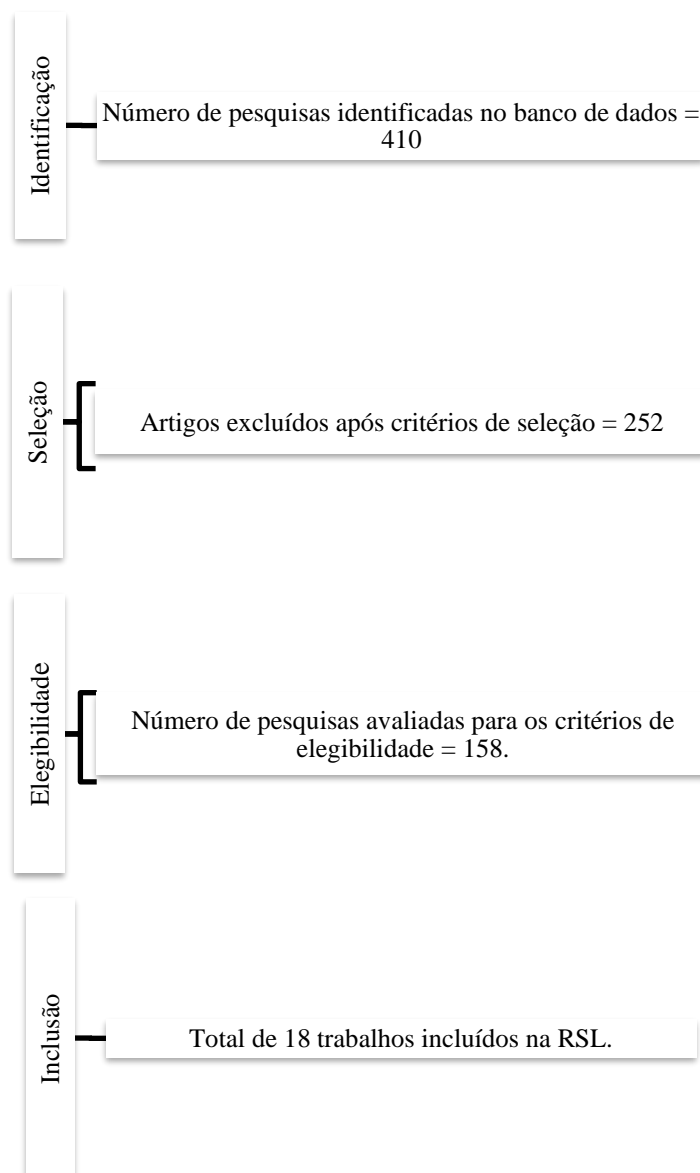 Identificação
Número de pesquisas identificadas no banco de dados =
410
Seleção
Artigos excluídos após critérios de seleção = 252
Elegibilidade
Número de pesquisas avaliadas para os critérios de
elegibilidade = 158.
Inclusão
Total de 18 trabalhos incluídos na RSL.